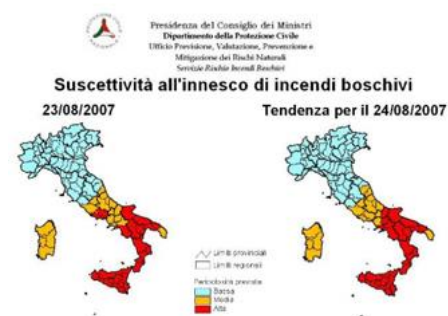 Presidenza del Consiglio dei Ministri
Dipartimento della Protezione Civile
Ufficio Previsione, Valutazione, Prevenzione e
Mitigazione dei Rischi Naturali
Servizio Rischio Incendi Boschivi
Suscettività all'innesco di incendi boschivi
23/08/2007
Tendenza per il 24/08/2007
Limiti provinciali
Limiti regionali
Pericolosità prevista
Bassa
Media
Alta